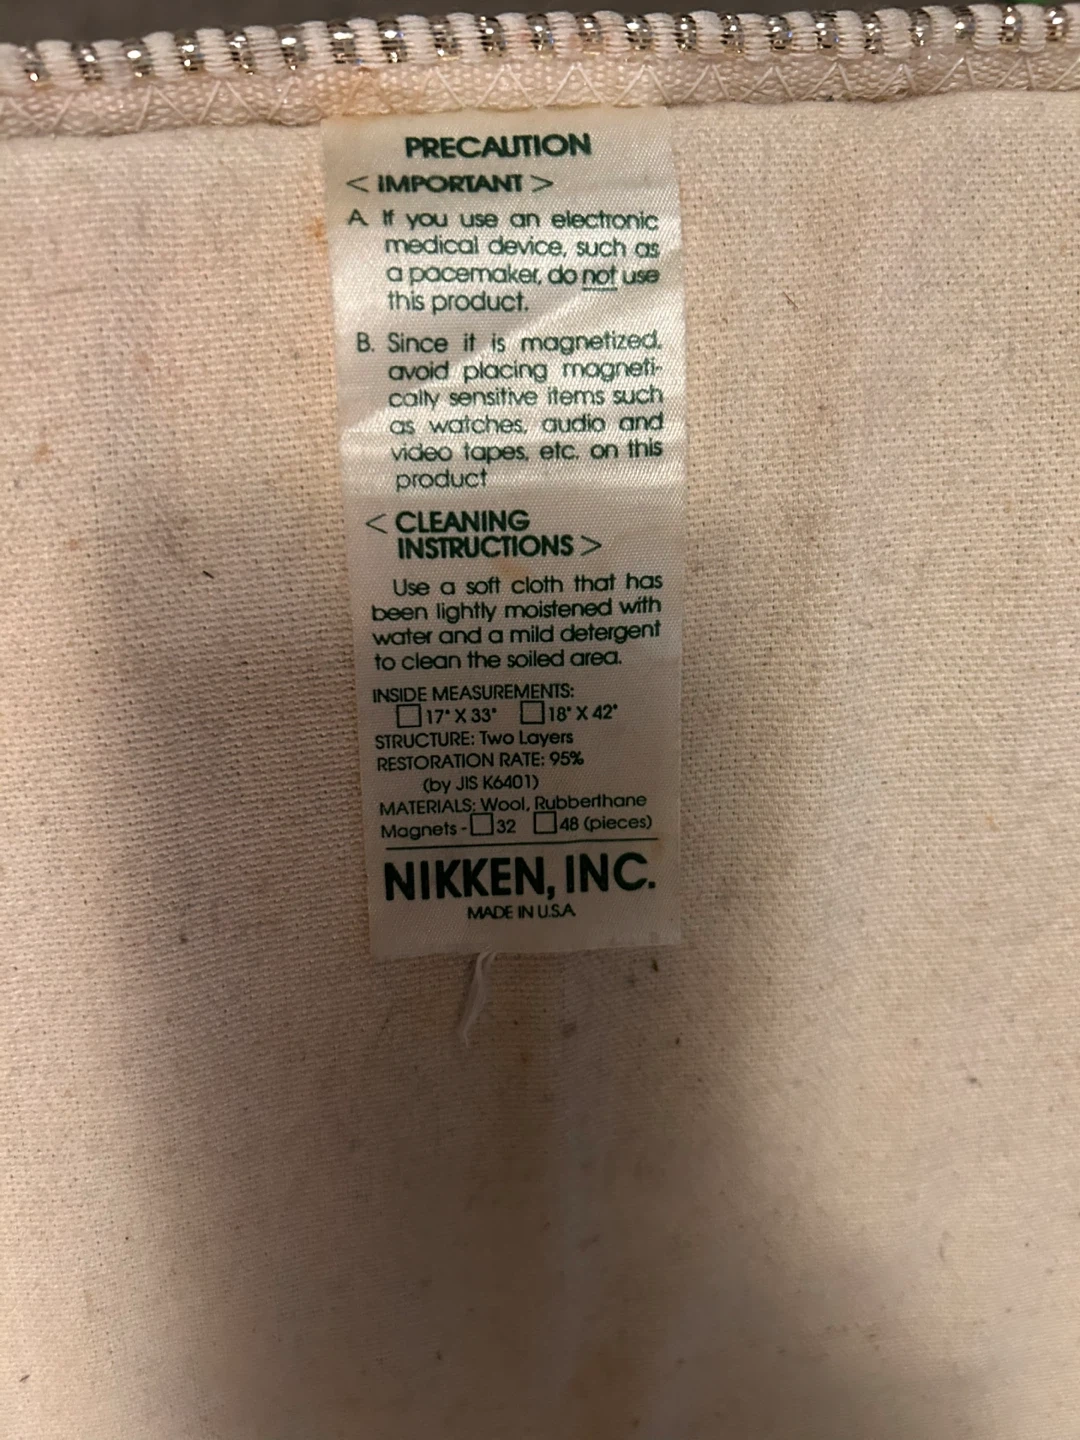 PRECAUTION
< IMPORTANT >
A. If you use an electronic
medical device, such as
a pacemaker, do not use
this product.
B. Since it is magnetized,
avoid placing magneti-
cally sensitive items such
as watches, audio and
video tapes, etc. on this
product
< CLEANING
INSTRUCTIONS >
Use a soft cloth that has
been lightly moistened with
water and a mild detergent
to clean the soiled area.
INSIDE MEASUREMENTS:
☐ 17" X 33" ☐ 18" X 42"
STRUCTURE: Two Layers
RESTORATION RATE: 95%
(by JIS K6401)
MATERIALS: Wool, Rubberthane
Magnets - ☐ 32 ☐ 48 (pieces)
NIKKEN, INC.
MADE IN U.S.A.